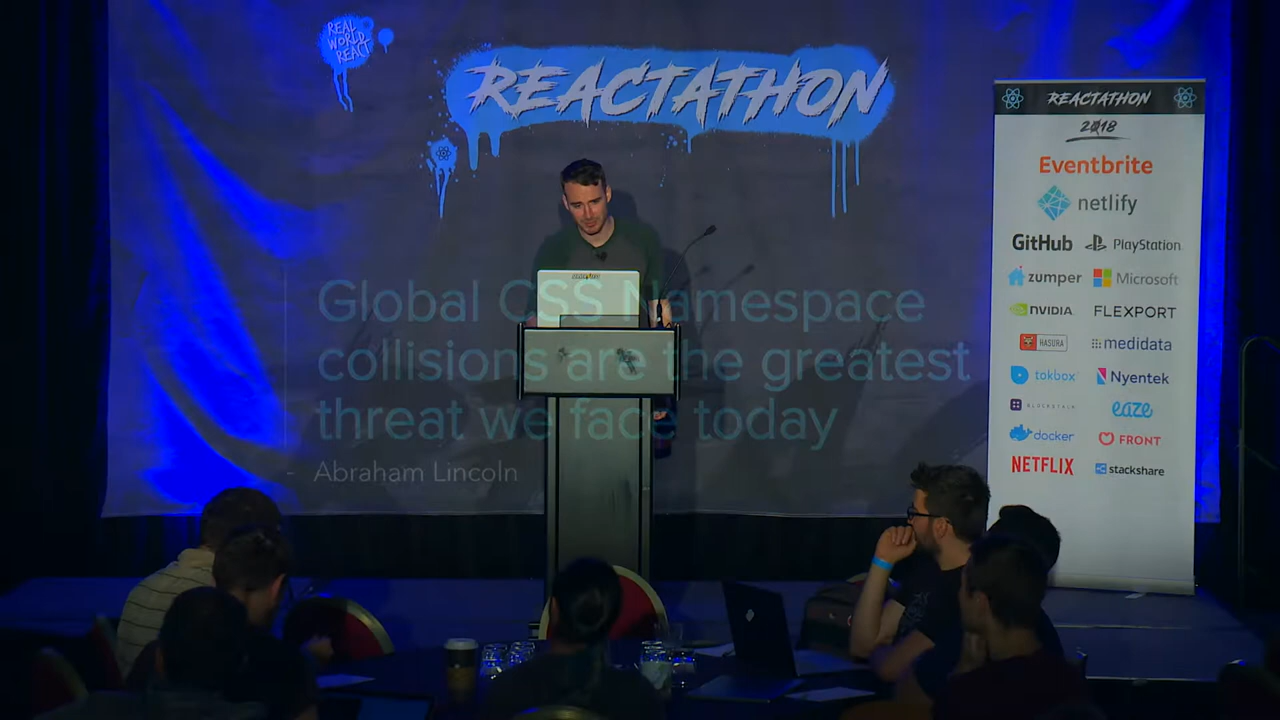 REAL
WORLD
REACT
REACTATHON
Global CSS Namespace
collisions are the greatest
threat we face today
- Abraham Lincoln
REACTATHON
2018
Eventbrite
netlify
GitHub PlayStation
zumper Microsoft
NVIDIA FLEXPORT
HASURA medidata
tokbox Nyentek
BLOCKSTACK eaze
docker FRONT
NETFLIX stackshare